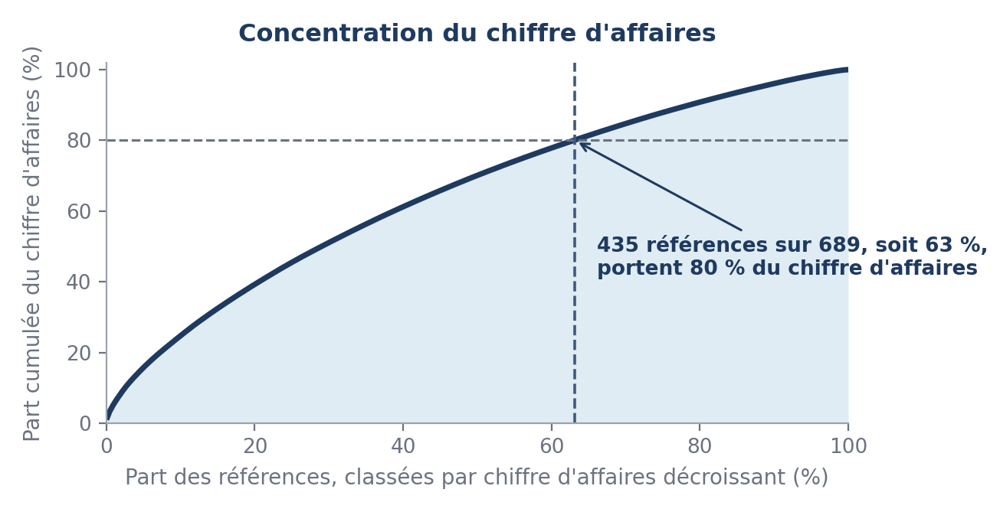 Concentration du chiffre d'affaires
Part cumulée du chiffre d'affaires (%)
100
80
60
40
20
0
435 références sur 689, soit 63 %,
portent 80 % du chiffre d'affaires
0 20 40 60 80 100
Part des références, classées par chiffre d'affaires décroissant (%)